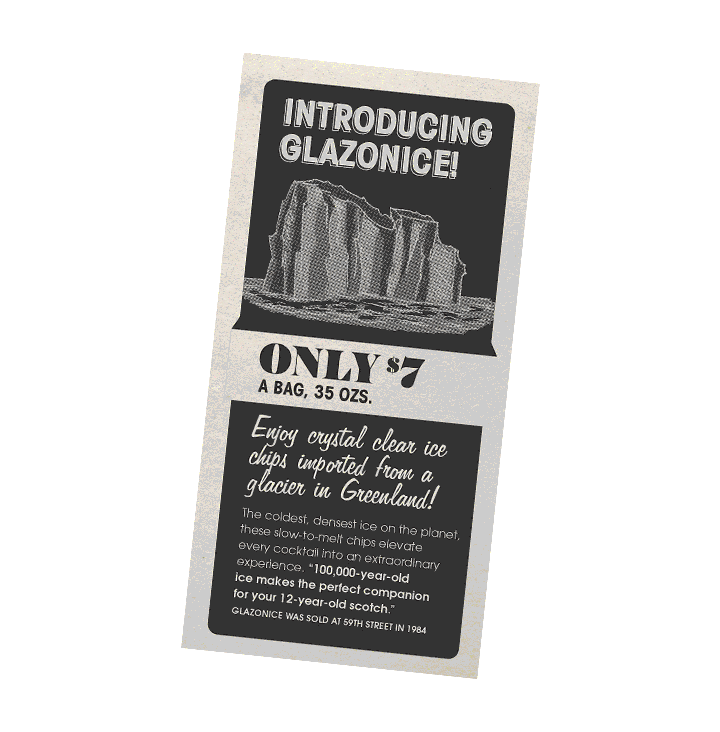 INTRODUCING
GLAZONICE!
ONLY $7
A BAG, 35 OZS.
Enjoy crystal clear ice
chips imported from a
glacier in Greenland!
The coldest, densest ice on the planet,
these slow-to-melt chips elevate
every cocktail into an extraordinary
experience. "100,000-year-old
ice makes the perfect companion
for your 12-year-old scotch."
GLAZONICE WAS SOLD AT 59TH STREET IN 1984